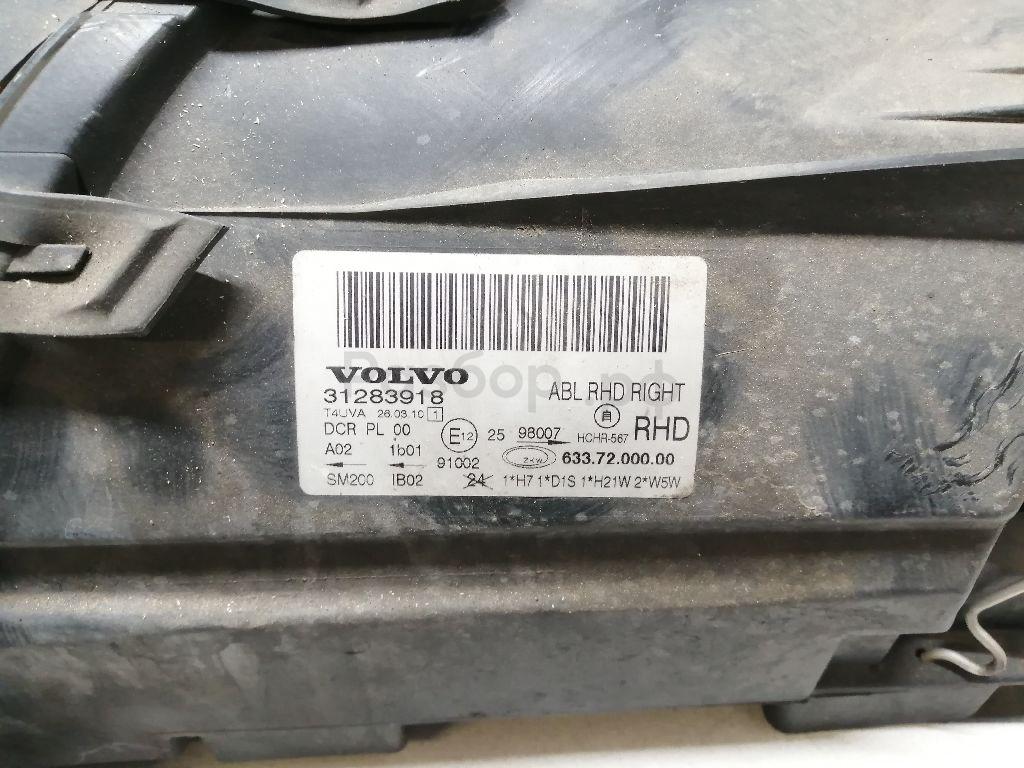 VOLVO
31283918
ABL RHD RIGHT
T4UVA 26.03.10 1
DCR PL 00
E12 25 98007 HCHR-567 RHD
A02 1b01 91002 ZKW 633.72.000.00
SM200 IB02 24 1*H7 1*D1S 1*H21W 2*W5W